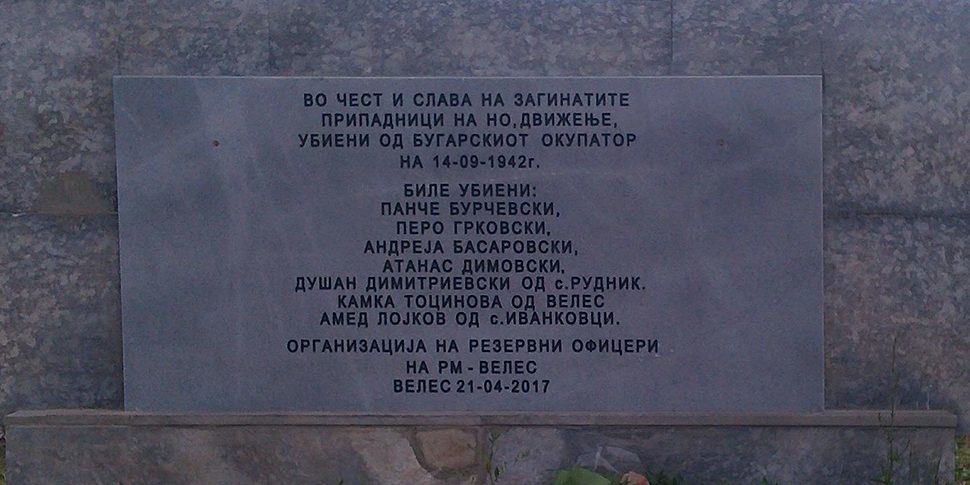 ВО ЧЕСТ И СЛАВА НА ЗАГИНАТИТЕ
ПРИПАДНИЦИ НА НО, ДВИЖЕЊЕ,
УБИЕНИ ОД БУГАРСКИОТ ОКУПАТОР
НА 14-09-1942г.
БИЛЕ УБИЕНИ:
ПАНЧЕ БУРЧЕВСКИ,
ПЕРО ГРКОВСКИ,
АНДРЕЈА БАСАРОВСКИ,
АТАНАС ДИМОВСКИ,
ДУШАН ДИМИТРИЕВСКИ ОД с.РУДНИК.
КАМКА ТОЦИНОВА ОД ВЕЛЕС
АМЕД ЛОЈКОВ ОД с.ИВАНКОВЦИ.
ОРГАНИЗАЦИЈА НА РЕЗЕРВНИ ОФИЦЕРИ
НА РМ - ВЕЛЕС
ВЕЛЕС 21-04-2017